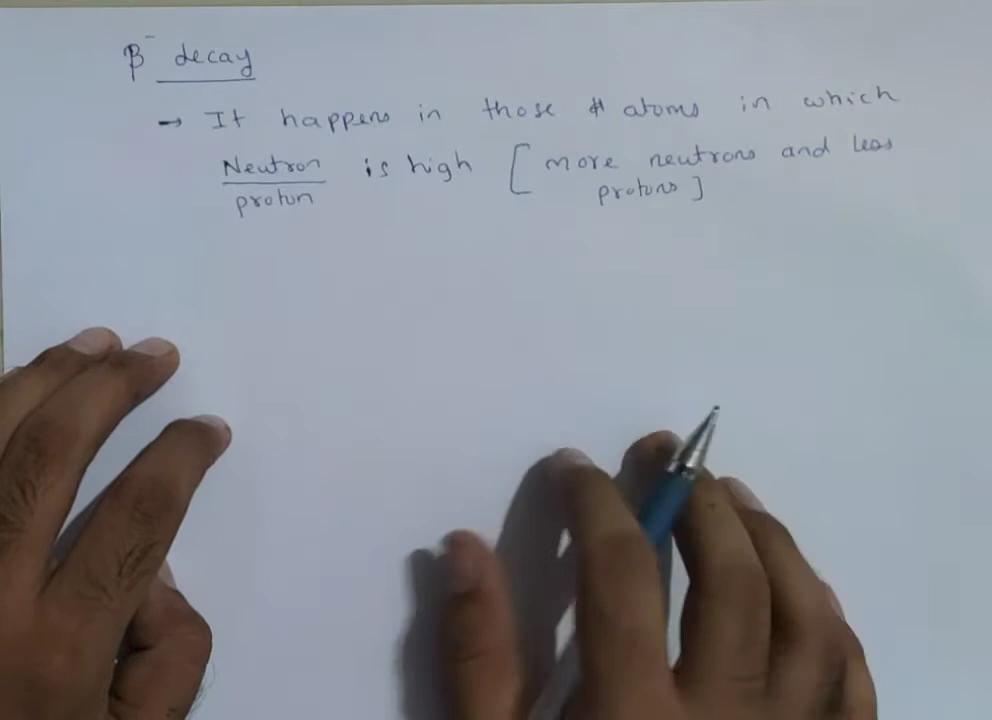 β⁻ decay
→ It happens in those atoms in which
Neutron/proton is high [more neutrons and less
protons]